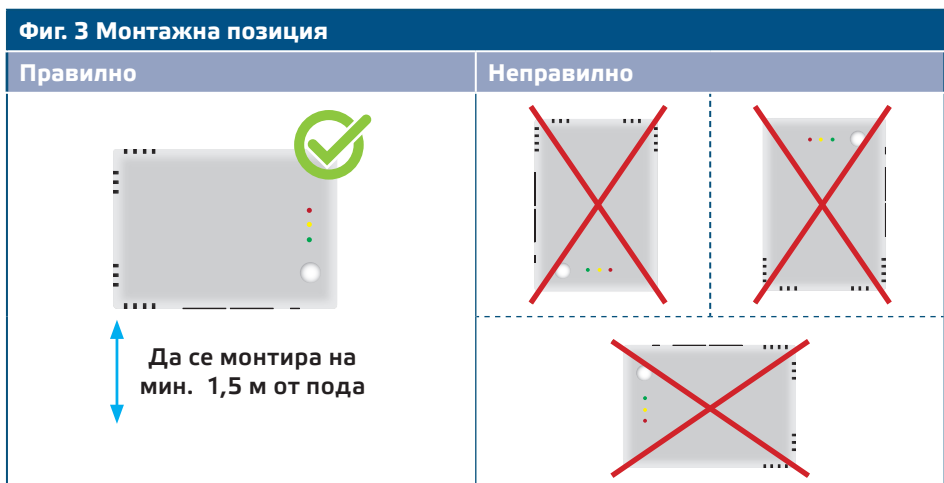 Фиг. 3 Монтажна позиция
Правилно
Неправилно
Да се монтира на
мин. 1,5 м от пода